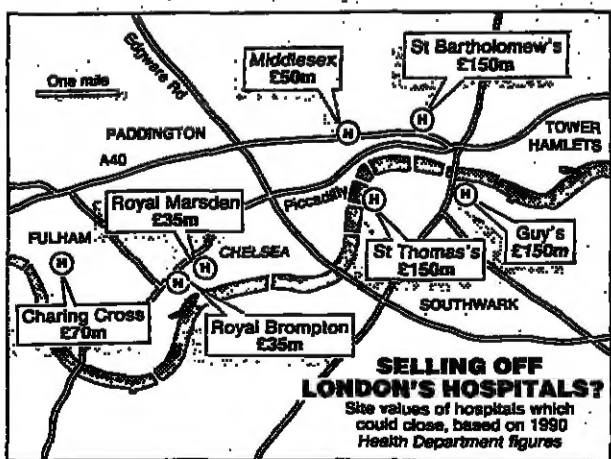 Edgware Rd
Middlesex
£50m
St Bartholomew's
£150m
One mile
PADDINGTON
TOWER
HAMLETS
A40
H
H
Royal Marsden
£35m
Piccadilly
H
H
Guy's
£150m
FULHAM
CHELSEA
H
H
H
St Thomas's
£150m
SOUTHWARK
Charing Cross
£70m
Royal Brompton
£35m
SELLING OFF
LONDON'S HOSPITALS?
Site values of hospitals which
could close, based on 1990
Health Department figures